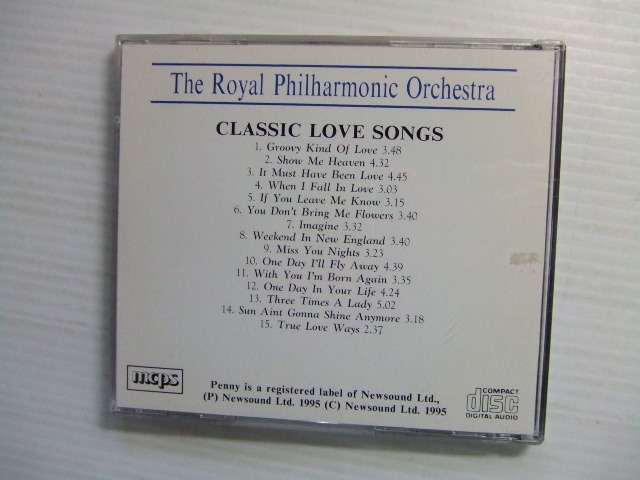 The Royal Philharmonic Orchestra
CLASSIC LOVE SONGS
1. Groovy Kind Of Love 3.48
2. Show Me Heaven 4.32
3. It Must Have Been Love 4.45
4. When I Fall In Love 3.03
5. If You Leave Me Know 3.15
6. You Don't Bring Me Flowers 3.40
7. Imagine 3.32
8. Weekend In New England 3.40
9. Miss You Nights 3.23
10. One Day I'll Fly Away 4.39
11. With You I'm Born Again 3.35
12. One Day In Your Life 4.24
13. Three Times A Lady 5.02
14. Sun Aint Gonna Shine Anymore 3.18
15. True Love Ways 2.37
mcps
Penny is a registered label of Newsound Ltd.,
(P) Newsound Ltd. 1995 (C) Newsound Ltd. 1995
COMPACT
disc
DIGITAL AUDIO